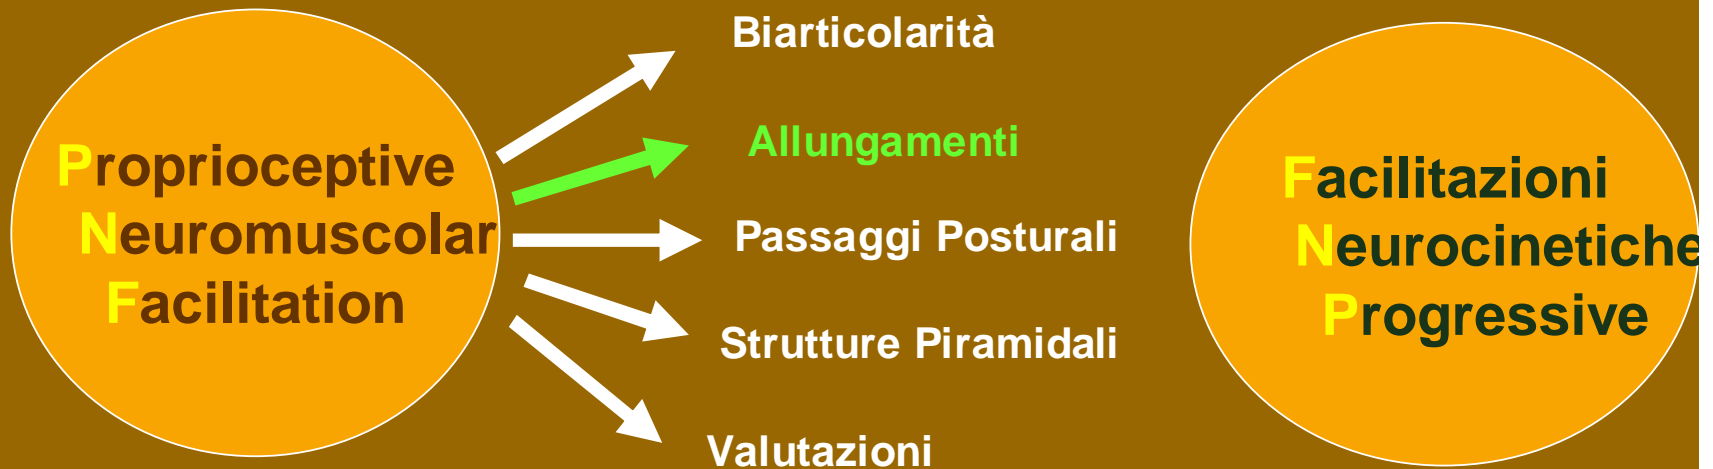 Proprioceptive
Neuromuscolar
Facilitation
Biarticolarità
Allungamenti
Passaggi Posturali
Strutture Piramidali
Valutazioni
Facilitazioni
Neurocinetiche
Progressive